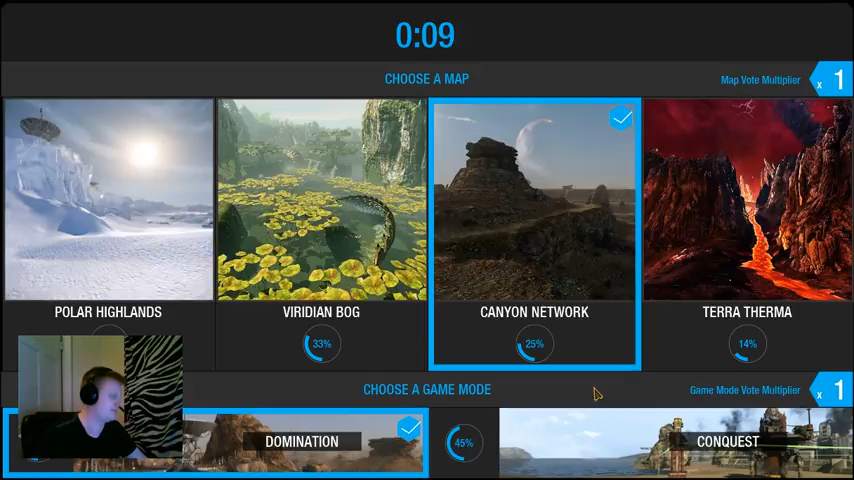 0:09
CHOOSE A MAP
Map Vote Multiplier
x 1
POLAR HIGHLANDS
VIRIDIAN BOG
CANYON NETWORK
TERRA THERMA
33%
25%
14%
CHOOSE A GAME MODE
Game Mode Vote Multiplier
x 1
DOMINATION
45%
CONQUEST